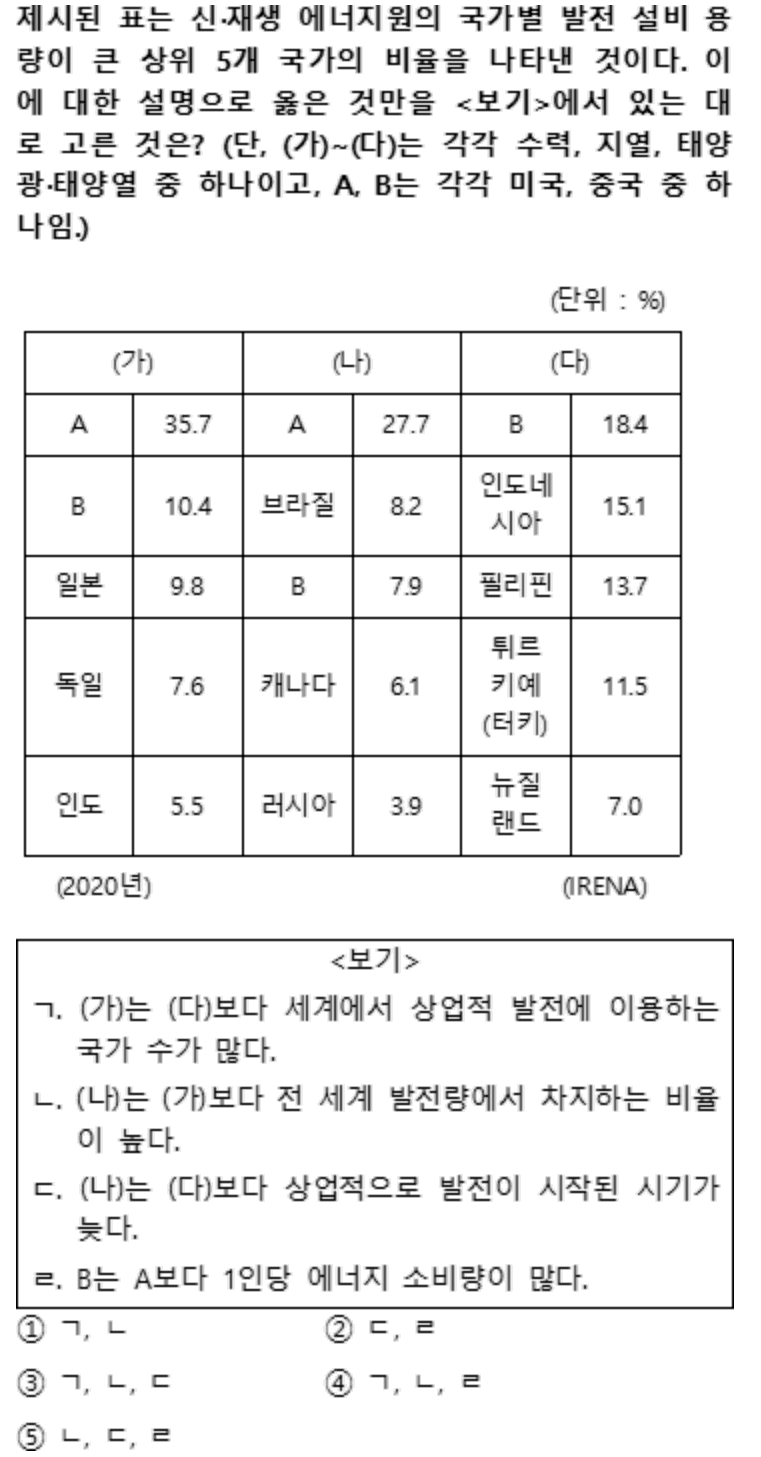 제시된 표는 신·재생 에너지원의 국가별 발전 설비 용
량이 큰 상위 5개 국가의 비율을 나타낸 것이다. 이
에 대한 설명으로 옳은 것만을 <보기>에서 있는 대
로 고른 것은? (단, (가)~(다)는 각각 수력, 지열, 태양
광·태양열 중 하나이고, A, B는 각각 미국, 중국 중 하
나임.)
(단위 : %)
(가) (나) (다)
A 35.7 A 27.7 B 18.4
B 10.4 브라질 8.2 인도네
시아 15.1
일본 9.8 B 7.9 필리핀 13.7
독일 7.6 캐나다 6.1 튀르
키예
(터키) 11.5
인도 5.5 러시아 3.9 뉴질
랜드 7.0
(2020년) (IRENA)
<보기>
ㄱ. (가)는 (다)보다 세계에서 상업적 발전에 이용하는
국가 수가 많다.
ㄴ. (나)는 (가)보다 전 세계 발전량에서 차지하는 비율
이 높다.
ㄷ. (나)는 (다)보다 상업적으로 발전이 시작된 시기가
늦다.
ㄹ. B는 A보다 1인당 에너지 소비량이 많다.
① ㄱ, ㄴ ② ㄷ, ㄹ
③ ㄱ, ㄴ, ㄷ ④ ㄱ, ㄴ, ㄹ
⑤ ㄴ, ㄷ, ㄹ